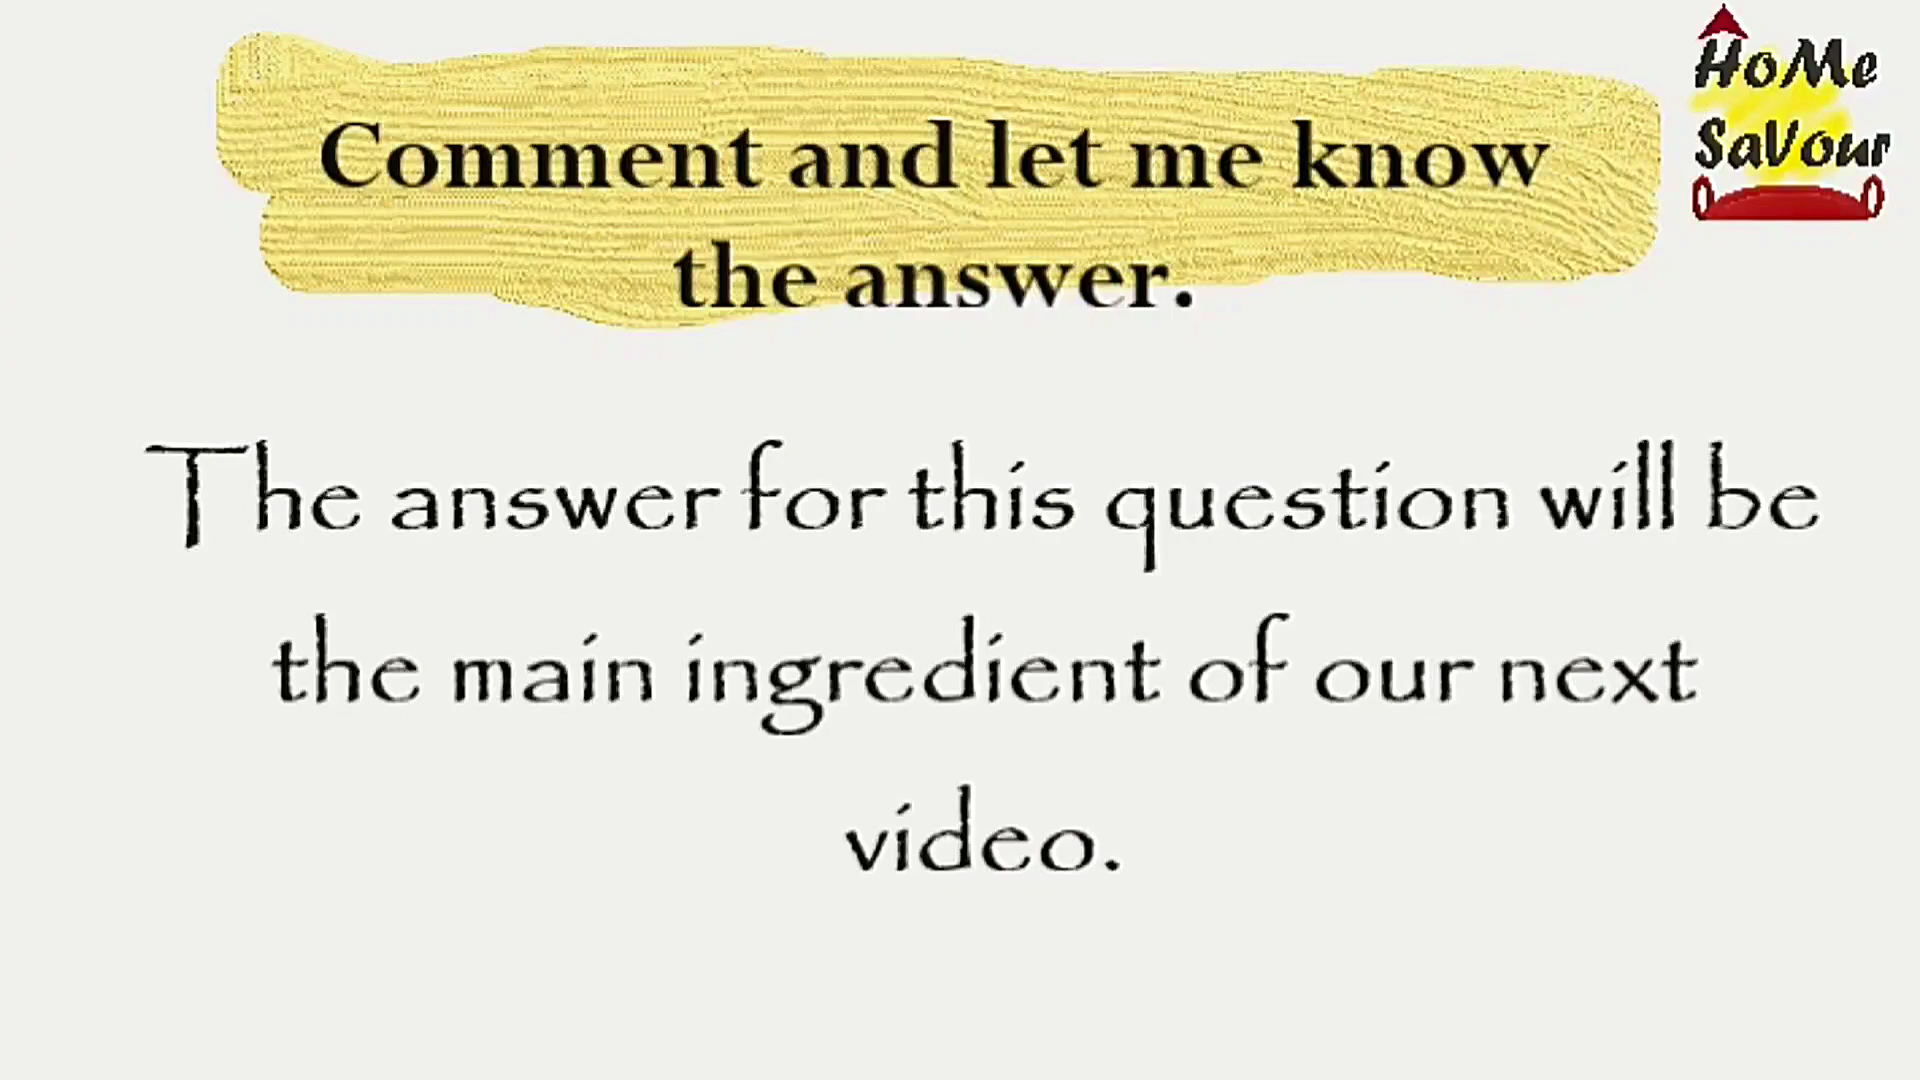 HoMe
SaVour
Comment and let me know
the answer.
The answer for this question will be
the main ingredient of our next
video.